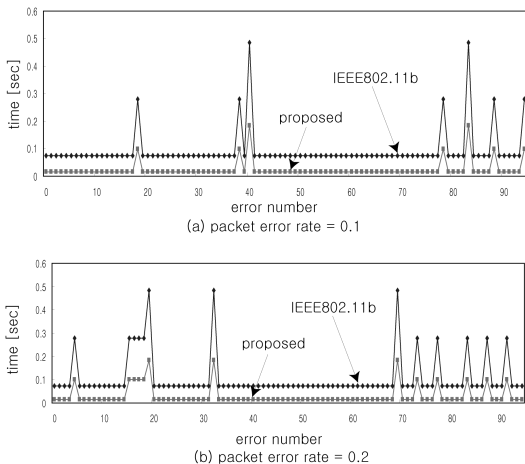 0.6
0.5
0.4
0.3
0.2
0.1
0
time [sec]
IEEE802.11b
proposed
0 10 20 30 40 50 60 70 80 90
error number
(a) packet error rate = 0.1
0.6
0.5
0.4
0.3
0.2
0.1
0
time [sec]
IEEE802.11b
proposed
0 10 20 30 40 50 60 70 80 90
error number
(b) packet error rate = 0.2